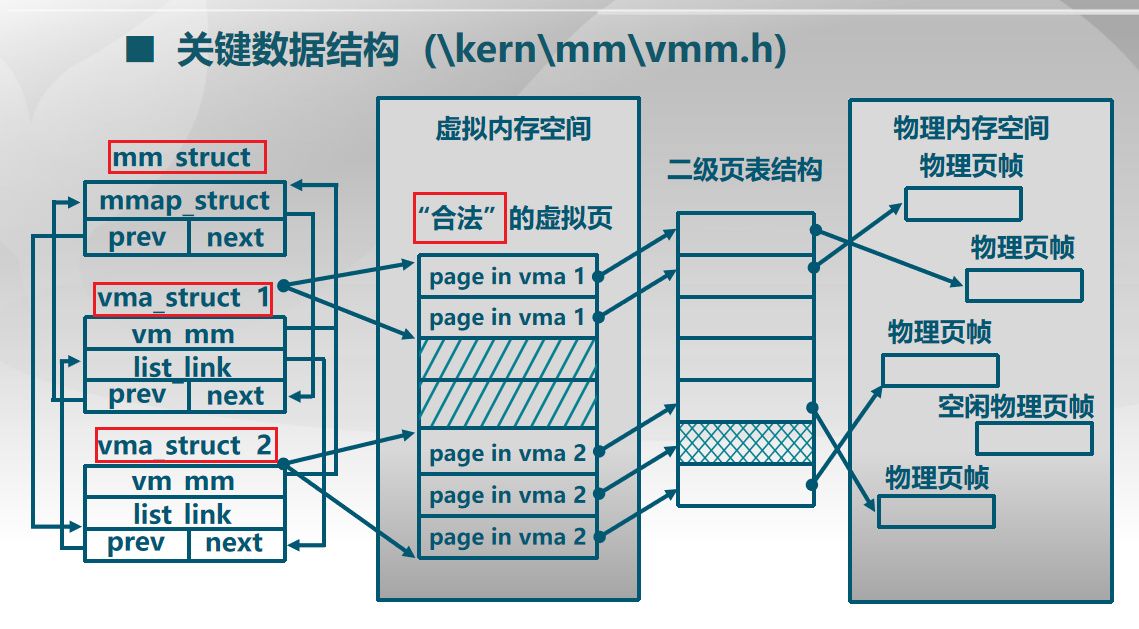 ■ 关键数据结构 (\kern\mm\vmm.h)
mm_struct
mmap_struct
prev next
vma_struct 1
vm_mm
list_link
prev next
vma_struct 2
vm_mm
list_link
prev next
虚拟内存空间
“合法”的虚拟页
page in vma 1
page in vma 1
page in vma 2
page in vma 2
page in vma 2
二级页表结构
物理内存空间
物理页帧
物理页帧
物理页帧
空闲物理页帧
物理页帧